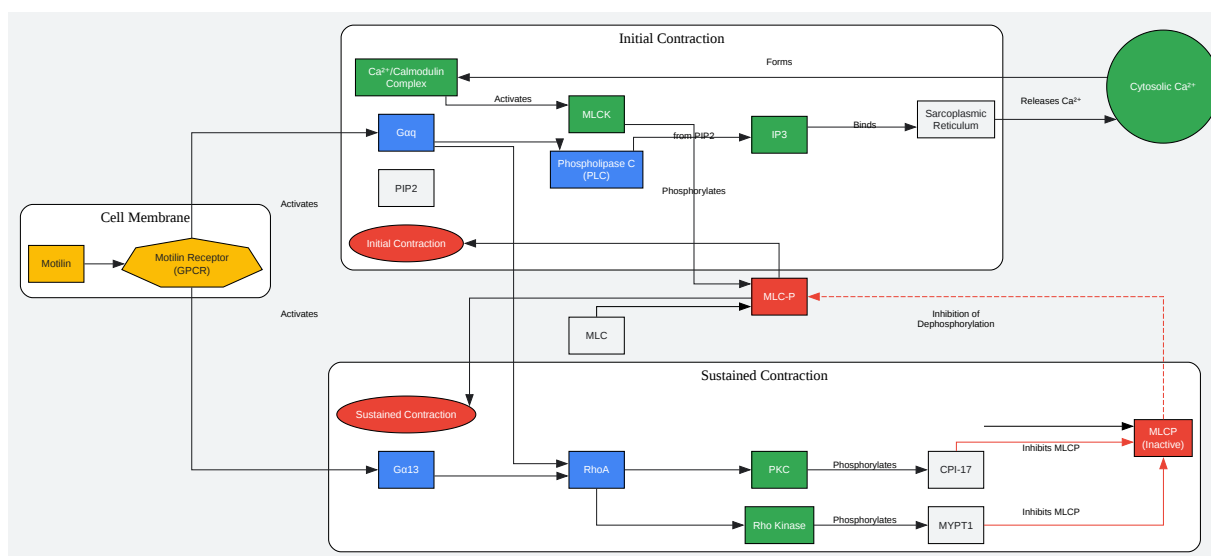 Initial Contraction
Ca²⁺/Calmodulin
Complex
Forms
Cytosolic Ca²⁺
Activates
MLCK
Releases Ca²⁺
Sarcoplasmic
Reticulum
Gαq
from PIP2
IP3
Binds
Phospholipase C
(PLC)
PIP2
Phosphorylates
Activates
Cell Membrane
Motilin
Motilin Receptor
(GPCR)
Initial Contraction
MLC-P
Activates
Inhibition of
Dephosphorylation
MLC
Sustained Contraction
Sustained Contraction
MLCP
(Inactive)
Inhibits MLCP
Gα13
RhoA
PKC
Phosphorylates
CPI-17
Rho Kinase
Phosphorylates
MYPT1
Inhibits MLCP